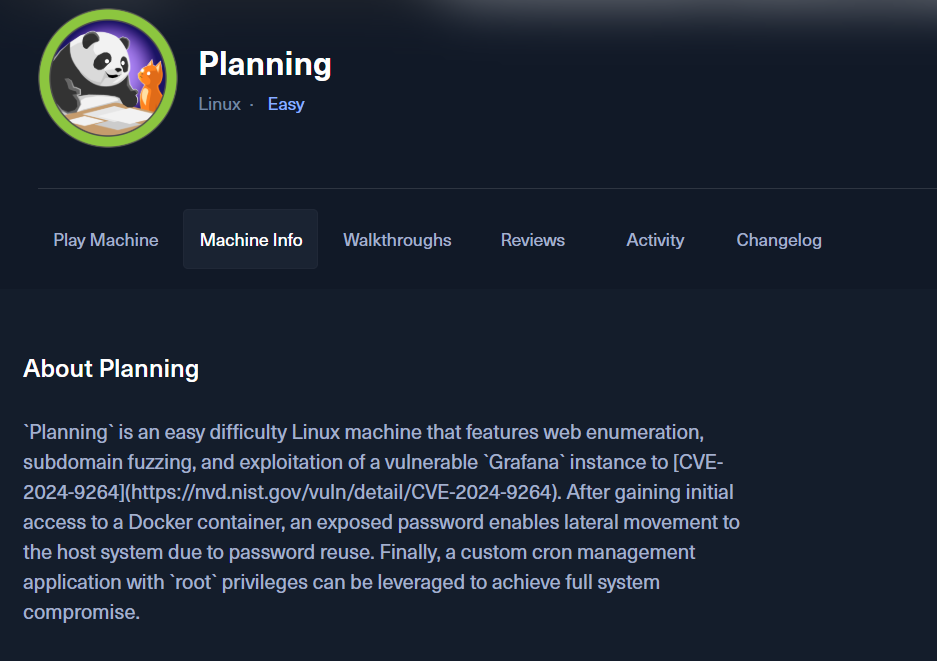 Planning
Linux · Easy
Play Machine Machine Info Walkthroughs Reviews Activity Changelog
About Planning
`Planning` is an easy difficulty Linux machine that features web enumeration,
subdomain fuzzing, and exploitation of a vulnerable `Grafana` instance to [CVE-
2024-9264](https://nvd.nist.gov/vuln/detail/CVE-2024-9264). After gaining initial
access to a Docker container, an exposed password enables lateral movement to
the host system due to password reuse. Finally, a custom cron management
application with `root` privileges can be leveraged to achieve full system
compromise.